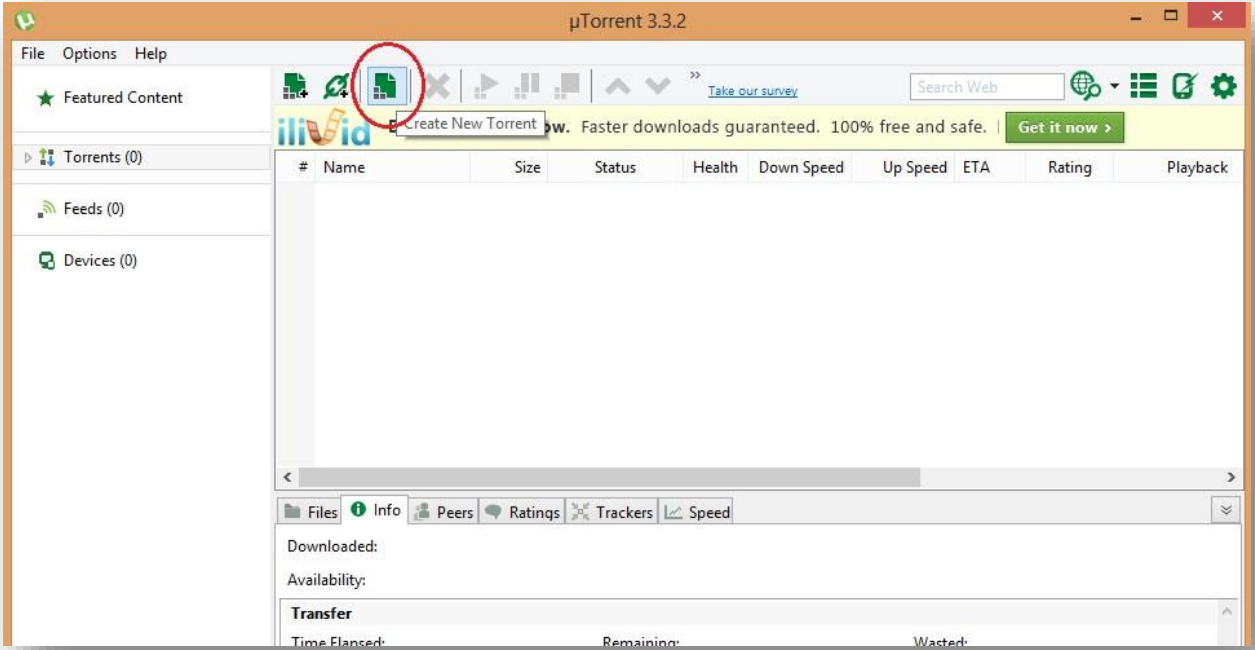 µTorrent 3.3.2
File Options Help
Featured Content
Torrents (0)
Feeds (0)
Devices (0)
Take our survey
Search Web
Create New Torrent
ilivid
Faster downloads guaranteed. 100% free and safe. | Get it now >
# Name Size Status Health Down Speed Up Speed ETA Rating Playback
Files Info Peers Ratings Trackers Speed
Downloaded:
Availability:
Transfer
Time Elapsed: Remaining: Wasted: